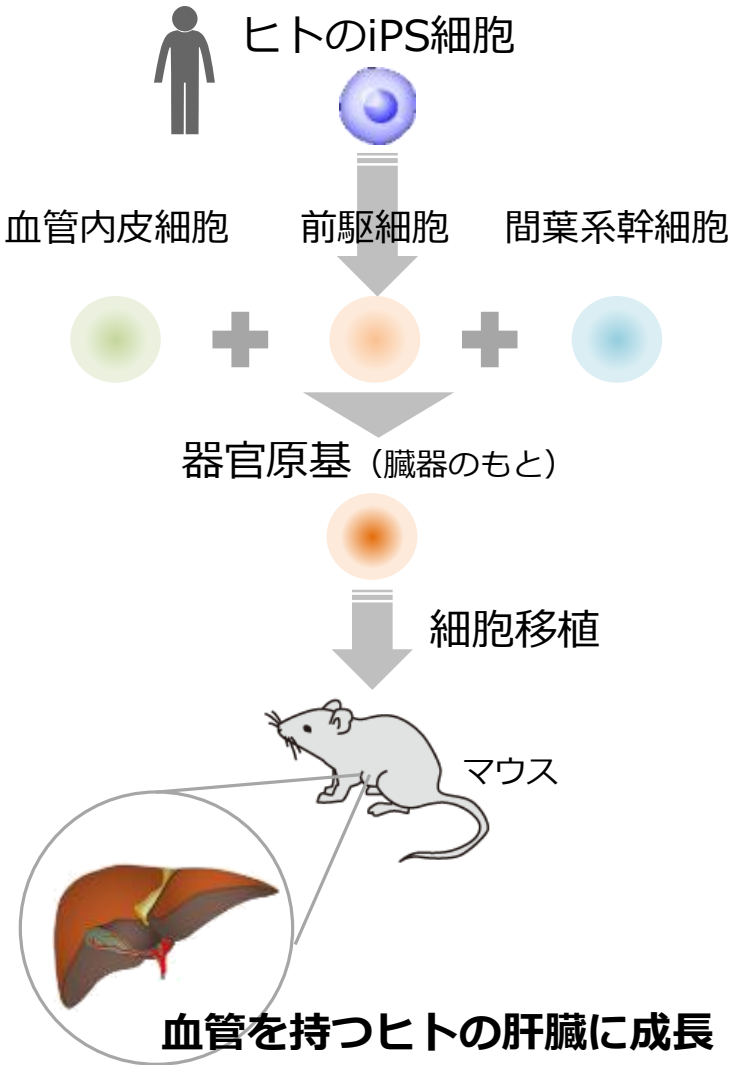 ヒトのiPS細胞
血管内皮細胞 前駆細胞 間葉系幹細胞
器官原基（臓器のもと）
細胞移植
マウス
血管を持つヒトの肝臓に成長